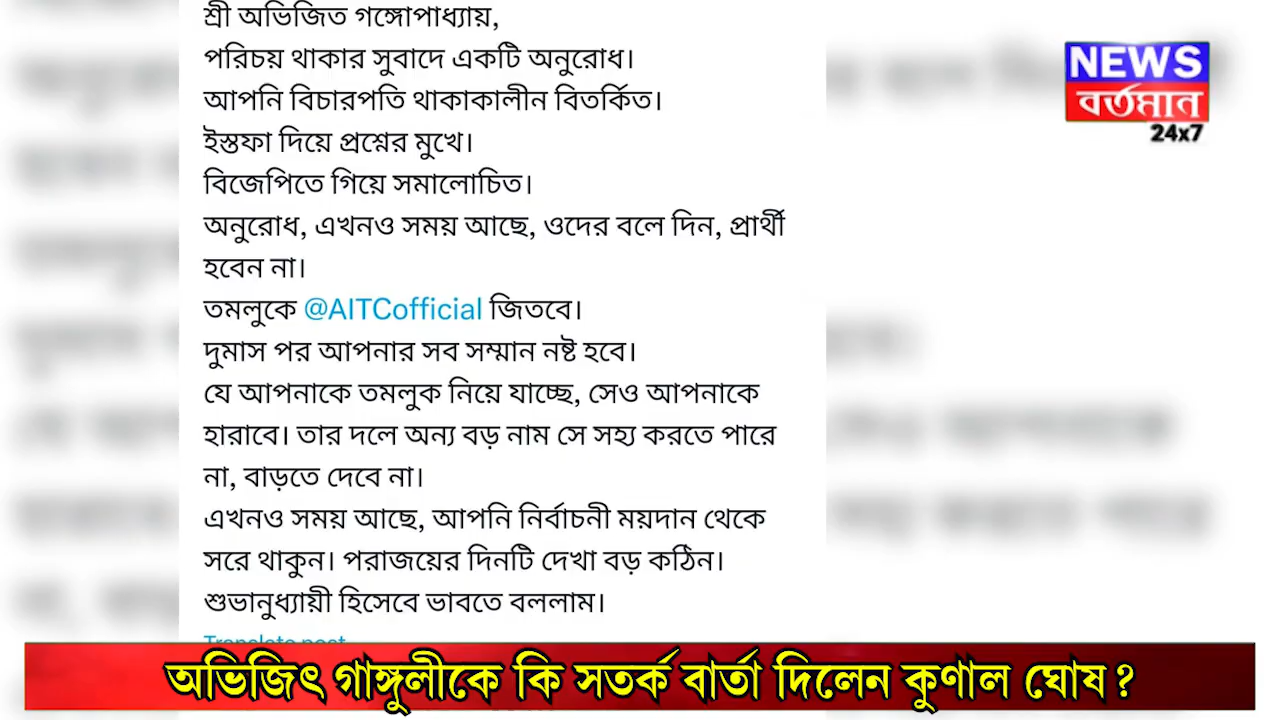 শ্রী অভিজিত গঙ্গোপাধ্যায়,
পরিচয় থাকার সুবাদে একটি অনুরোধ।
আপনি বিচারপতি থাকাকালীন বিতর্কিত।
ইস্তফা দিয়ে প্রশ্নের মুখে।
বিজেপিতে গিয়ে সমালোচিত।
অনুরোধ, এখনও সময় আছে, ওদের বলে দিন, প্রার্থী
হবেন না।
তমলুকে @AITCofficial জিতবে।
দুমাস পর আপনার সব সম্মান নষ্ট হবে।
যে আপনাকে তমলুক নিয়ে যাচ্ছে, সেও আপনাকে
হারাবে। তার দলে অন্য বড় নাম সে সহ্য করতে পারে
না, বাড়তে দেবে না।
এখনও সময় আছে, আপনি নির্বাচনী ময়দান থেকে
সরে থাকুন। পরাজয়ের দিনটি দেখা বড় কঠিন।
শুভানুধ্যায়ী হিসেবে ভাবতে বললাম।
Translate post
NEWS
বর্তমান
24x7
অভিজিৎ গাঙ্গুলীকে কি সতর্ক বার্তা দিলেন কুণাল ঘোষ?